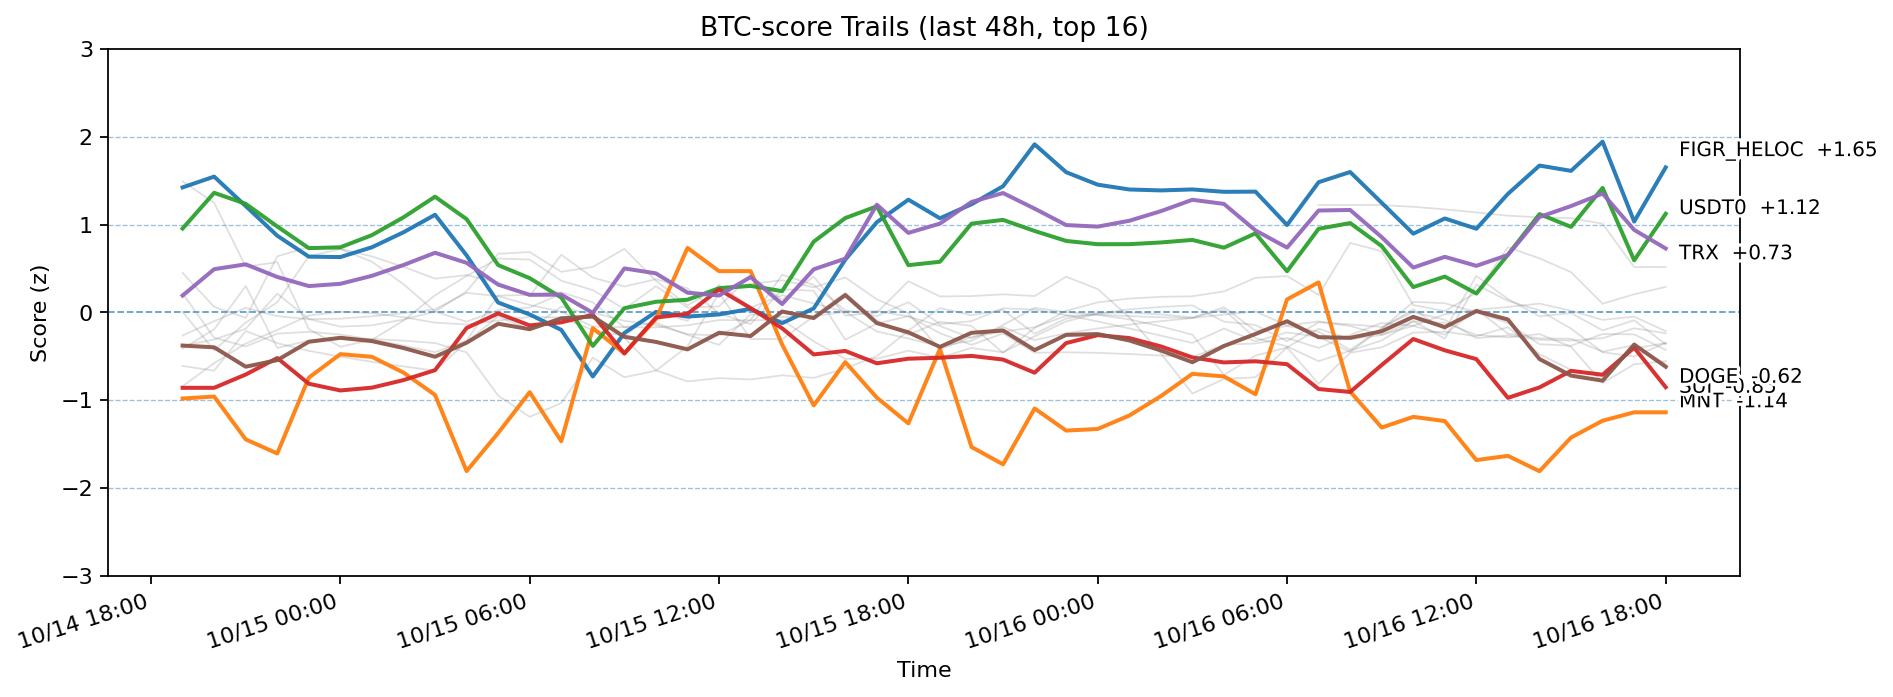 BTC-score Trails (last 48h, top 16)
3
2
1
0
−1
−2
−3
Score (z)
FIGR_HELOC +1.65
USDT0 +1.12
TRX +0.73
DOGE -0.62
SUI -0.85
MNT -1.14
10/14 18:00
10/15 00:00
10/15 06:00
10/15 12:00
10/15 18:00
10/16 00:00
10/16 06:00
10/16 12:00
10/16 18:00
Time